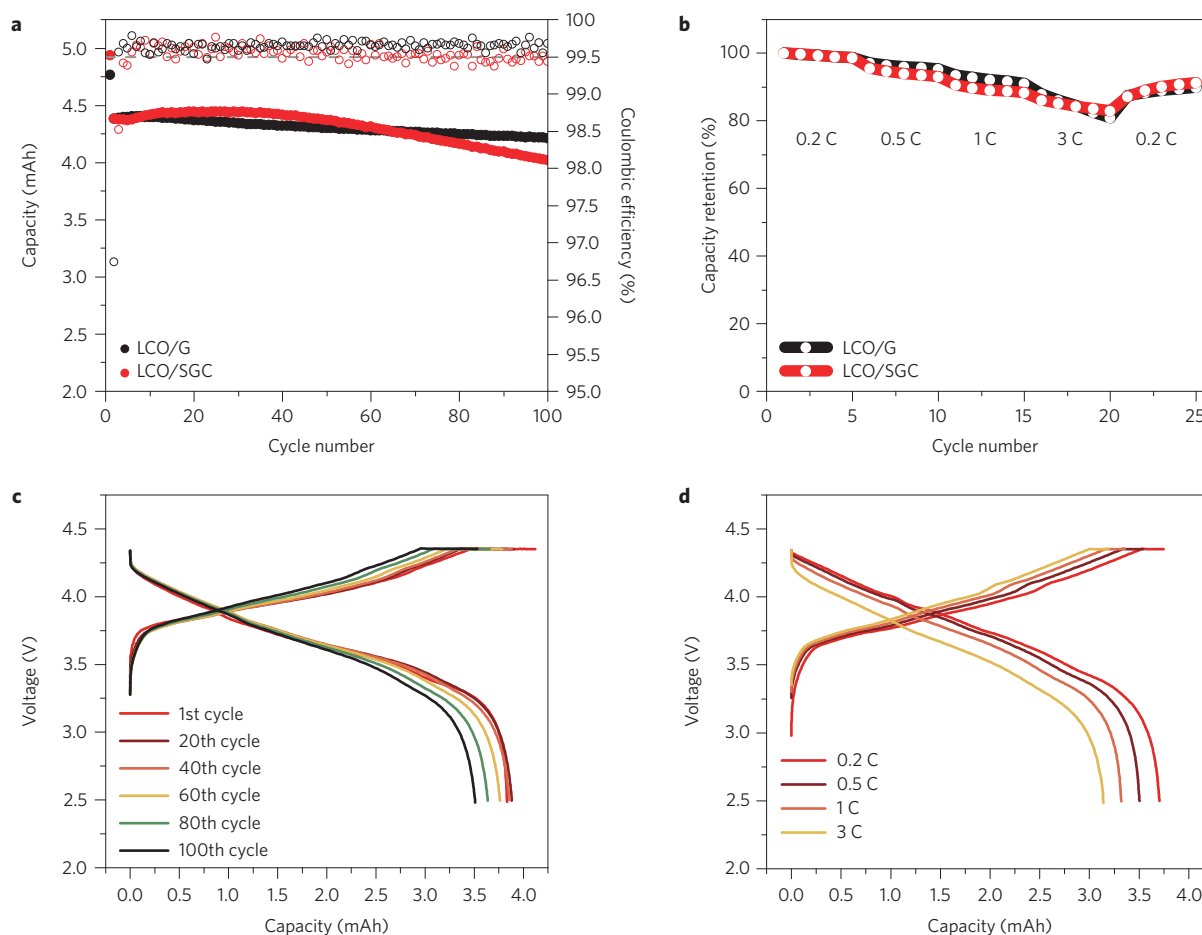 a
100
5.0
99.5
4.5
99.0
98.5
4.0
98.0
Capacity (mAh)
Coulombic efficiency (%)
3.5
97.5
97.0
3.0
96.5
96.0
2.5
LCO/G
95.5
LCO/SGC
2.0
95.0
0 20 40 60 80 100
Cycle number
b
100
80
0.2 C 0.5 C 1 C 3 C 0.2 C
60
Capacity retention (%)
40
20
LCO/G
LCO/SGC
0
0 5 10 15 20 25
Cycle number
c
4.5
4.0
3.5
Voltage (V)
3.0
2.5
2.0
1st cycle
20th cycle
40th cycle
60th cycle
80th cycle
100th cycle
0.0 0.5 1.0 1.5 2.0 2.5 3.0 3.5 4.0
Capacity (mAh)
d
4.5
4.0
3.5
Voltage (V)
3.0
2.5
2.0
0.2 C
0.5 C
1 C
3 C
0.0 0.5 1.0 1.5 2.0 2.5 3.0 3.5 4.0
Capacity (mAh)